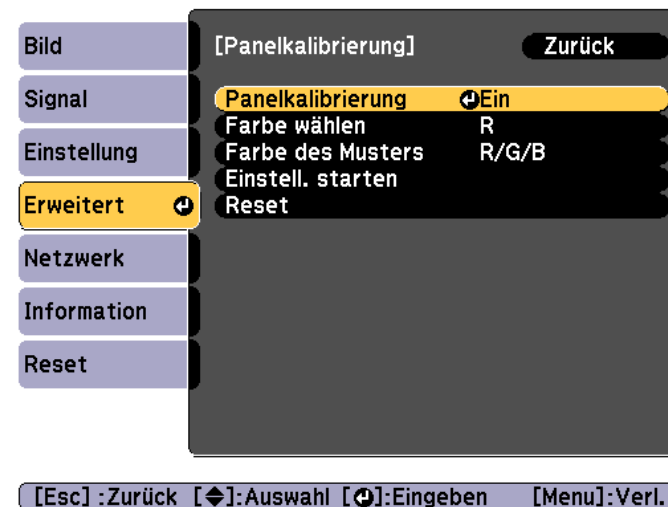 Bild
Signal
Einstellung
Erweitert
Netzwerk
Information
Reset
[Panelkalibrierung] Zurück
Panelkalibrierung Ein
Farbe wählen R
Farbe des Musters R/G/B
Einstell. starten
Reset
[Esc] :Zurück [◆]:Auswahl [↵]:Eingeben [Menu]:Verl.